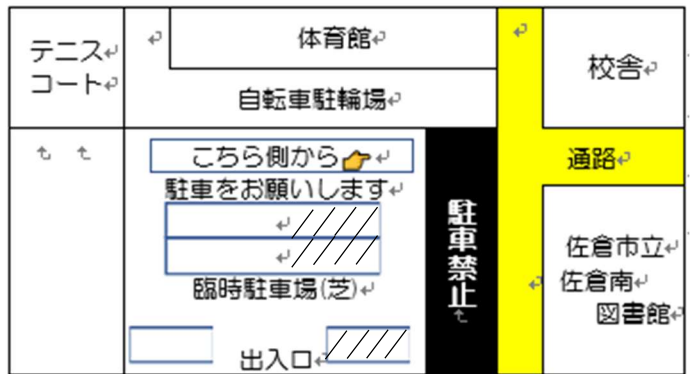 テニス
コート
体育館
自転車駐輪場
校舎
こちら側から👉
駐車をお願いします
臨時駐車場(芝)
出入口
駐車禁止
通路
佐倉市立
佐倉南
図書館